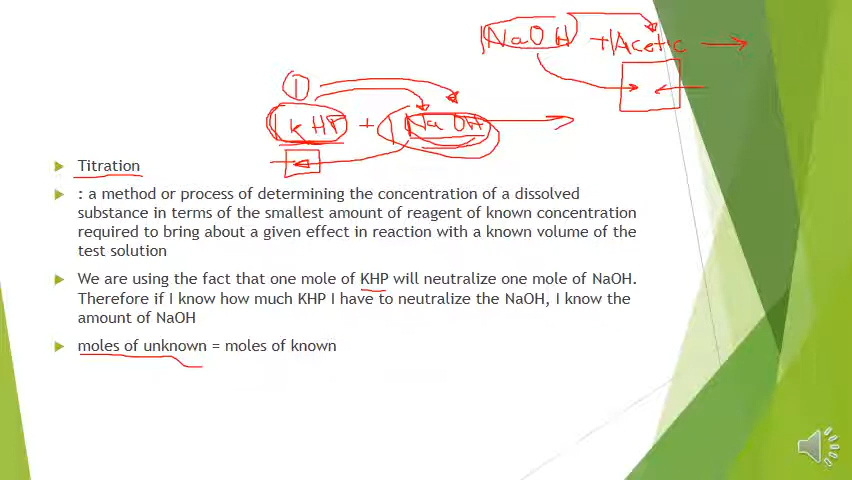 1 NaOH + 1 Acetic
1
1 KHP + 1 NaOH
Titration
: a method or process of determining the concentration of a dissolved
substance in terms of the smallest amount of reagent of known concentration
required to bring about a given effect in reaction with a known volume of the
test solution
We are using the fact that one mole of KHP will neutralize one mole of NaOH.
Therefore if I know how much KHP I have to neutralize the NaOH, I know the
amount of NaOH
moles of unknown = moles of known